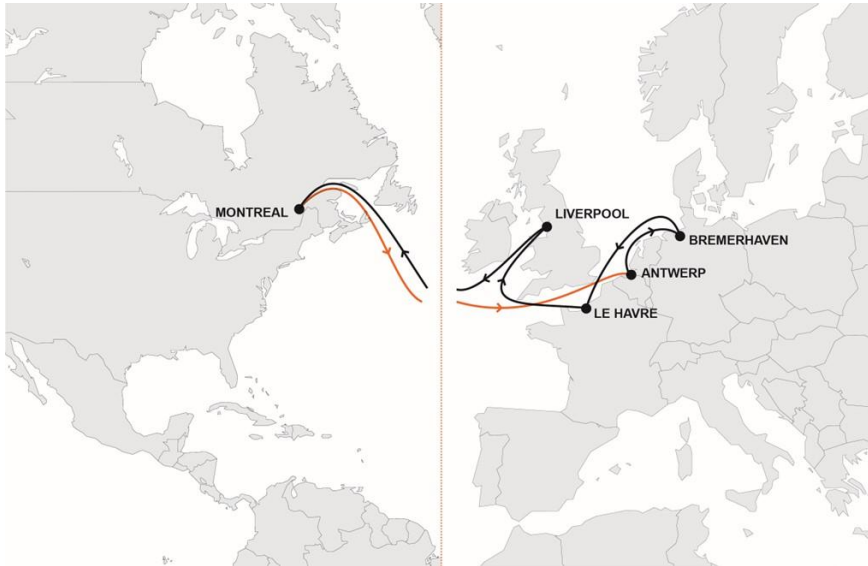 MONTREAL
LIVERPOOL
BREMERHAVEN
ANTWERP
LE HAVRE